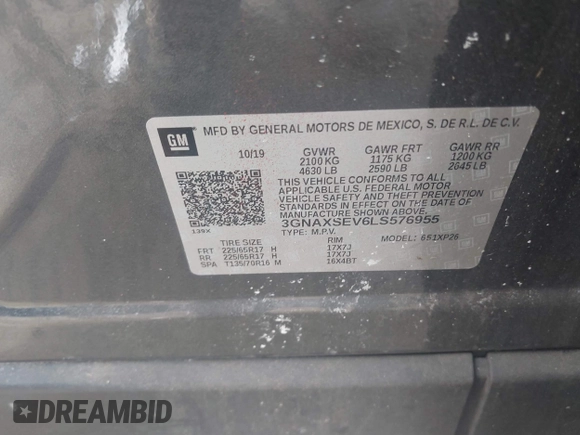 GM
MFD BY GENERAL MOTORS DE MEXICO, S. DE R.L. DE C.V.
10/19 GVWR GAWR FRT GAWR RR
2100 KG 1175 KG 1200 KG
4630 LB 2590 LB 2645 LB
THIS VEHICLE CONFORMS TO ALL
APPLICABLE U.S. FEDERAL MOTOR
VEHICLE SAFETY AND THEFT PREVENTION
STANDARDS IN EFFECT ON THE DATE OF
MANUFACTURE SHOWN ABOVE.
3GNAXSEV6LS576955
TYPE: M.P.V. MODEL: 6S1XP26
139X
TIRE SIZE RIM
FRT 225/65R17 H 17X7J
RR 225/65R17 H 17X7J
SPA T135/70R16 M 16X4BT
DREAMBID